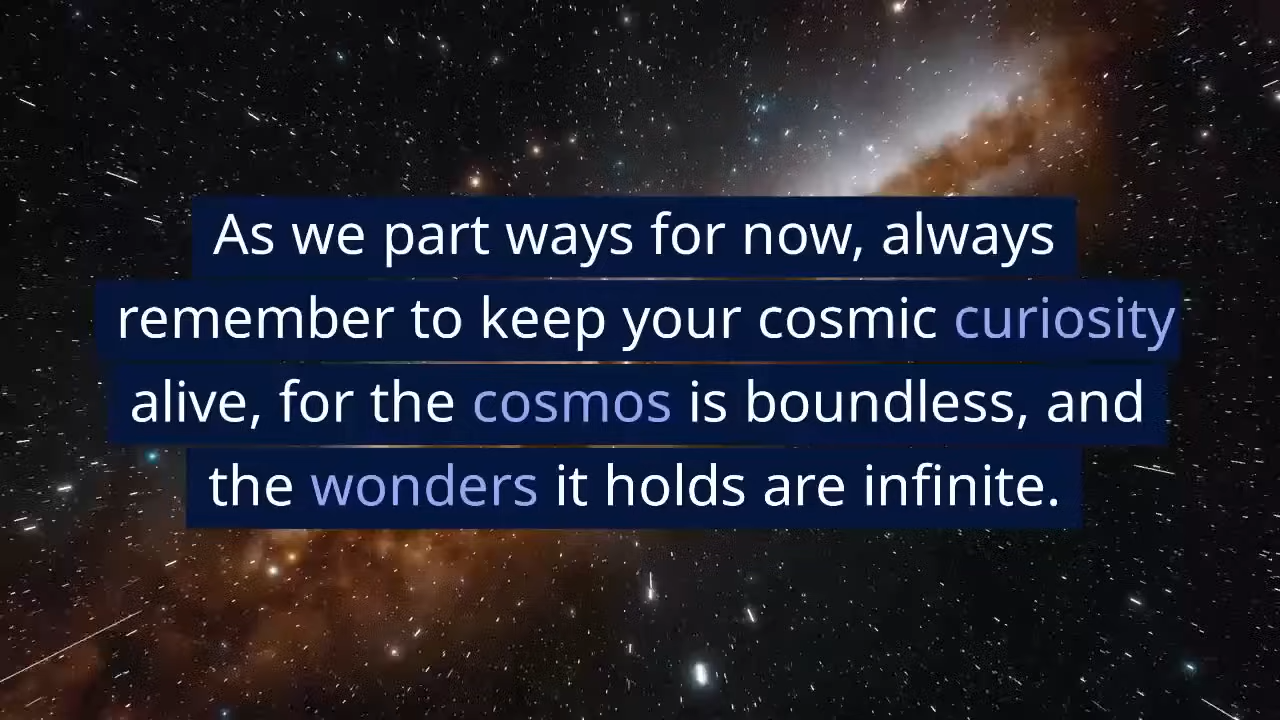 As we part ways for now, always
remember to keep your cosmic curiosity
alive, for the cosmos is boundless, and
the wonders it holds are infinite.